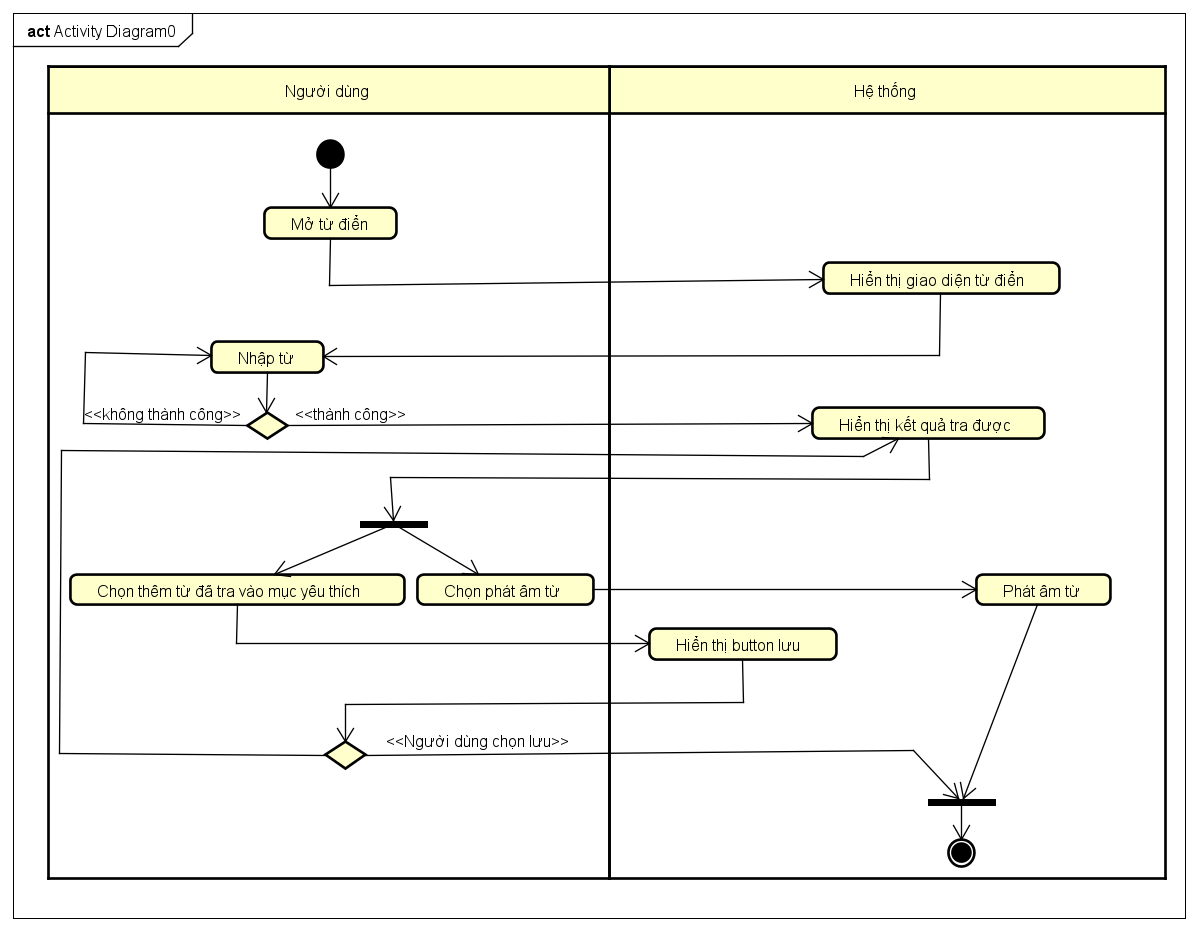 act Activity Diagram0
Người dùng
Hệ thống
Mở từ điển
Hiển thị giao diện từ điển
Nhập từ
<<không thành công>>
<<thành công>>
Hiển thị kết quả tra được
Chọn thêm từ đã tra vào mục yêu thích
Chọn phát âm từ
Phát âm từ
Hiển thị button lưu
<<Người dùng chọn lưu>>